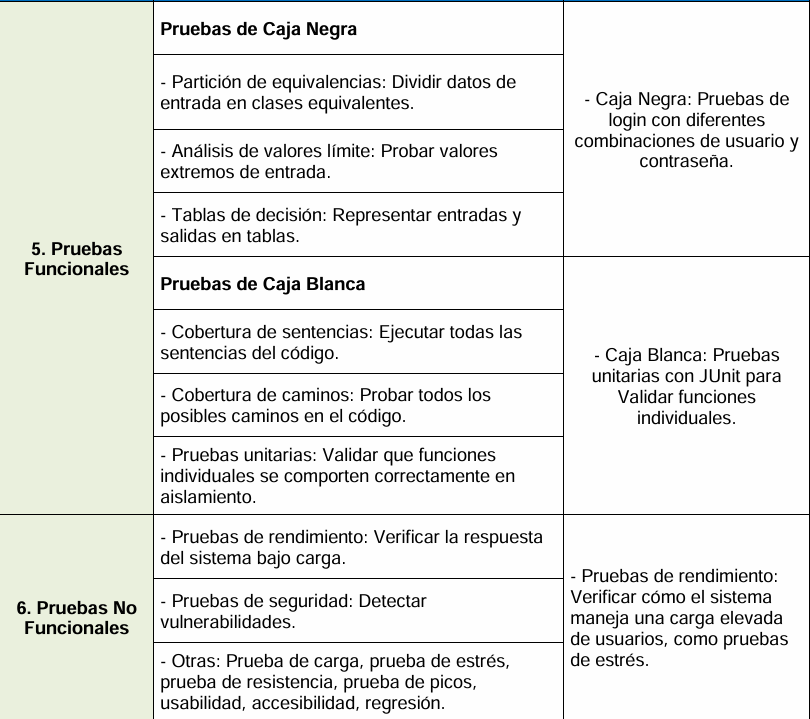 5. Pruebas
Funcionales
Pruebas de Caja Negra
- Partición de equivalencias: Dividir datos de
entrada en clases equivalentes.
- Análisis de valores límite: Probar valores
extremos de entrada.
- Tablas de decisión: Representar entradas y
salidas en tablas.
- Caja Negra: Pruebas de
login con diferentes
combinaciones de usuario y
contraseña.
Pruebas de Caja Blanca
- Cobertura de sentencias: Ejecutar todas las
sentencias del código.
- Cobertura de caminos: Probar todos los
posibles caminos en el código.
- Pruebas unitarias: Validar que funciones
individuales se comporten correctamente en
aislamiento.
- Caja Blanca: Pruebas
unitarias con JUnit para
Validar funciones
individuales.
6. Pruebas No
Funcionales
- Pruebas de rendimiento: Verificar la respuesta
del sistema bajo carga.
- Pruebas de seguridad: Detectar
vulnerabilidades.
- Otras: Prueba de carga, prueba de estrés,
prueba de resistencia, prueba de picos,
usabilidad, accesibilidad, regresión.
- Pruebas de rendimiento:
Verificar cómo el sistema
maneja una carga elevada
de usuarios, como pruebas
de estrés.